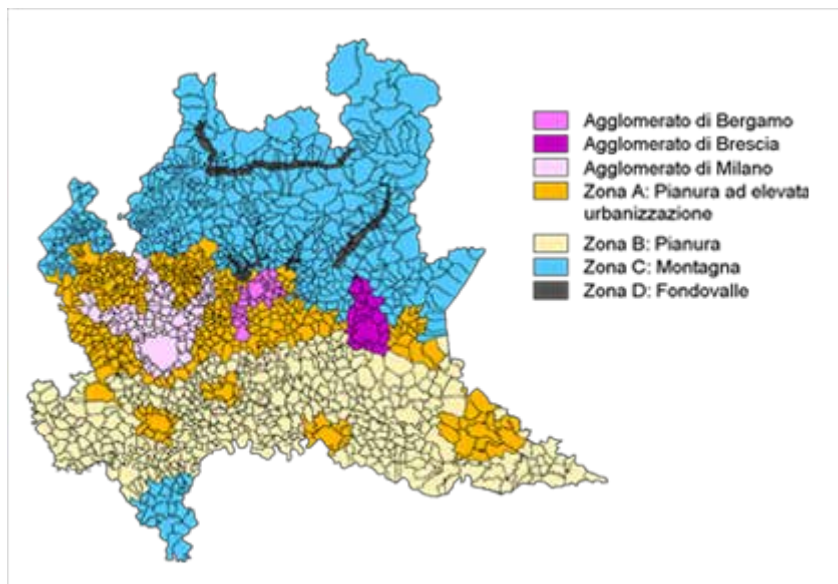 Agglomerato di Bergamo
Agglomerato di Brescia
Agglomerato di Milano
Zona A: Pianura ad elevata
urbanizzazione
Zona B: Pianura
Zona C: Montagna
Zona D: Fondovalle